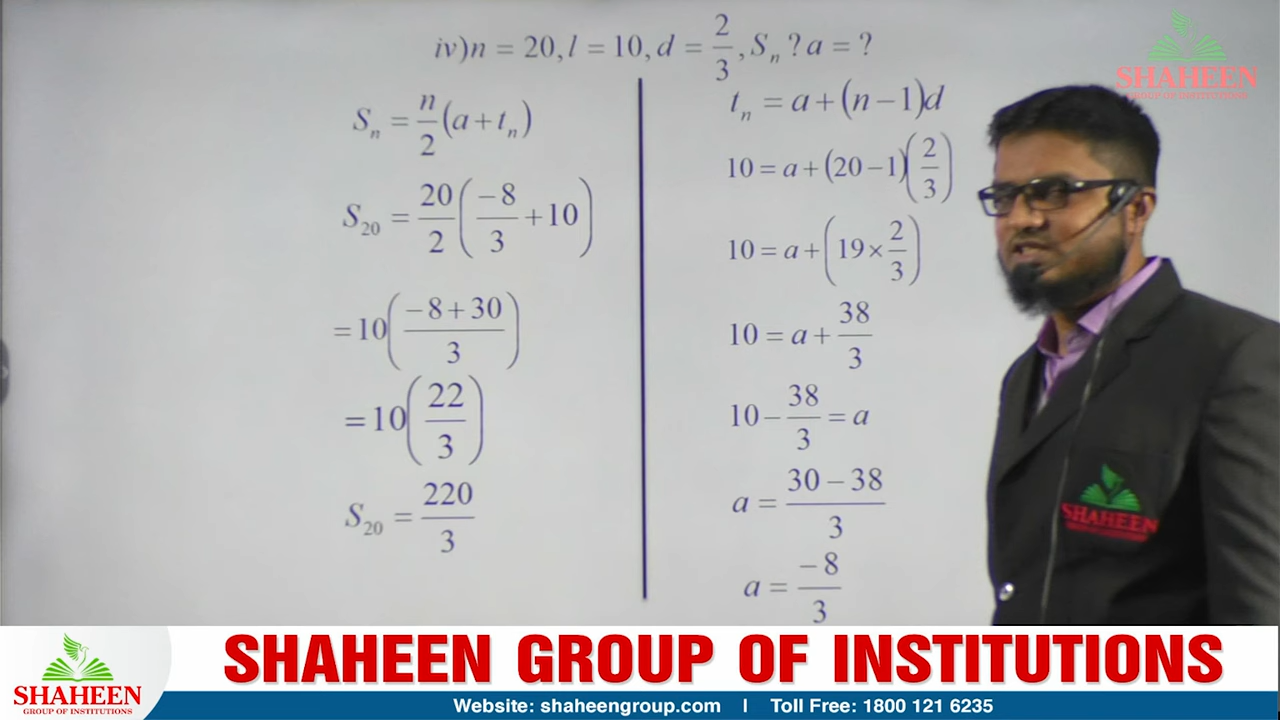 iv)n = 20, l = 10, d = 2/3, Sₙ ? a = ?
Sₙ = n/2 (a + tₙ)
S₂₀ = 20/2 (-8/3 + 10)
= 10((-8 + 30)/3)
= 10(22/3)
S₂₀ = 220/3
tₙ = a + (n – 1)d
10 = a + (20 – 1)(2/3)
10 = a + (19 × 2/3)
10 = a + 38/3
10 – 38/3 = a
a = (30 – 38)/3
a = -8/3
SHAHEEN
GROUP OF INSTITUTIONS
SHAHEEN
SHAHEEN
GROUP OF INSTITUTIONS
SHAHEEN GROUP OF INSTITUTIONS
Website: shaheengroup.com I Toll Free: 1800 121 6235